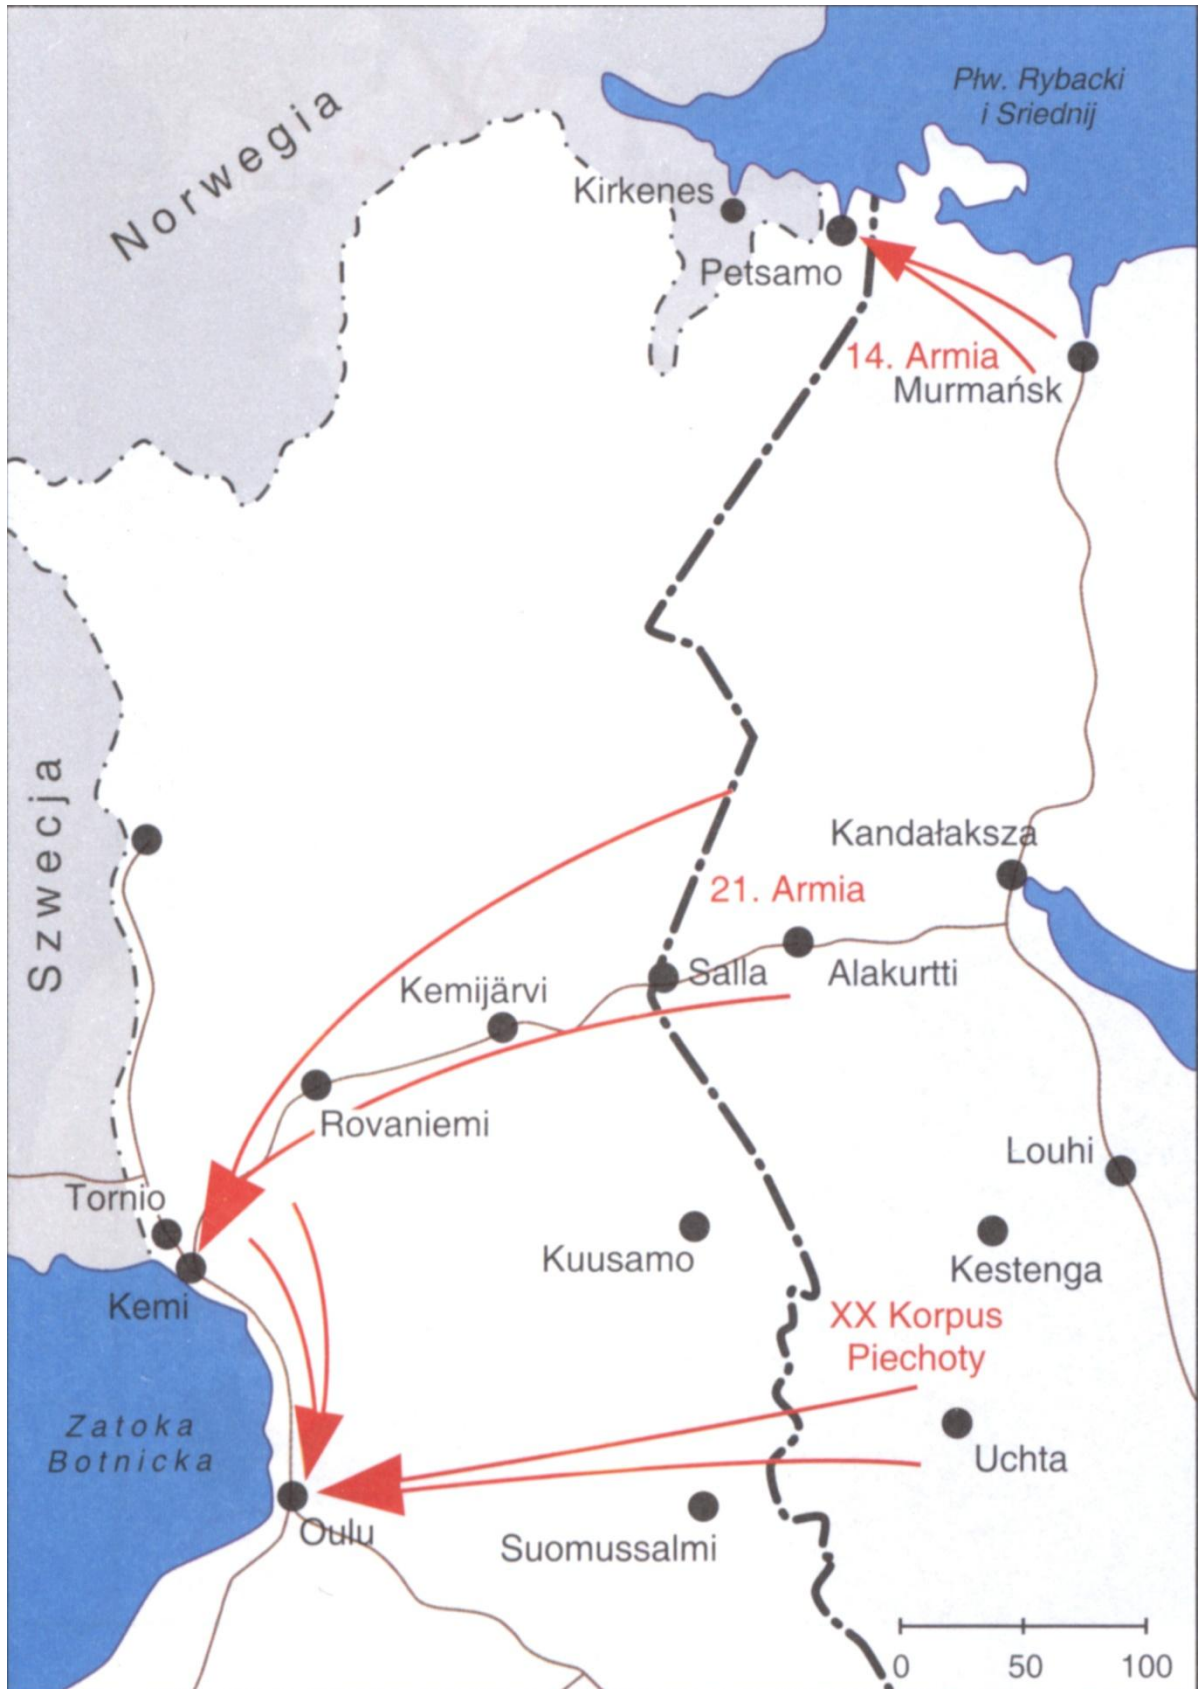 Płw. Rybacki
i Sriednij
Norwegia
Kirkenes
Petsamo
14. Armia
Murmańsk
Szwecja
Kandałaksza
21. Armia
Salla
Alakurtti
Kemijärvi
Rovaniemi
Louhi
Tornio
Kuusamo
Kestenga
Kemi
XX Korpus
Piechoty
Zatoka
Botnicka
Uchta
Oulu
Suomussalmi
0 50 100